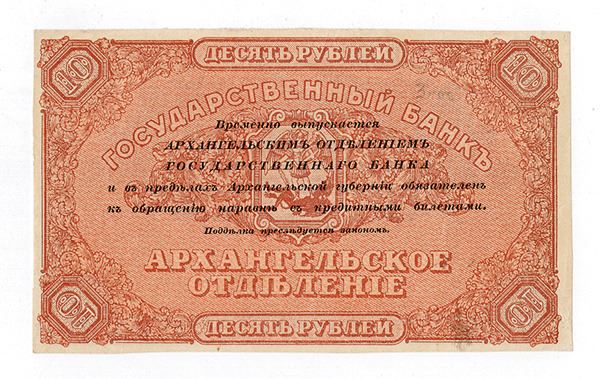 10 ДЕСЯТЬ РУБЛЕЙ 10
ГОСУДАРСТВЕННЫЙ БАНКЪ
Временно выпускается
АРХАНГЕЛЬСКИМЪ ОТДѢЛЕНІЕМЪ
ГОСУДАРСТВЕННАГО БАНКА
и въ предѣлахъ Архангельской губерніи обязателенъ
къ обращенію наравнѣ съ кредитными билетами.
Поддѣлка преслѣдуется закономъ.
АРХАНГЕЛЬСКОЕ
ОТДѢЛЕНІЕ
10 ДЕСЯТЬ РУБЛЕЙ 10